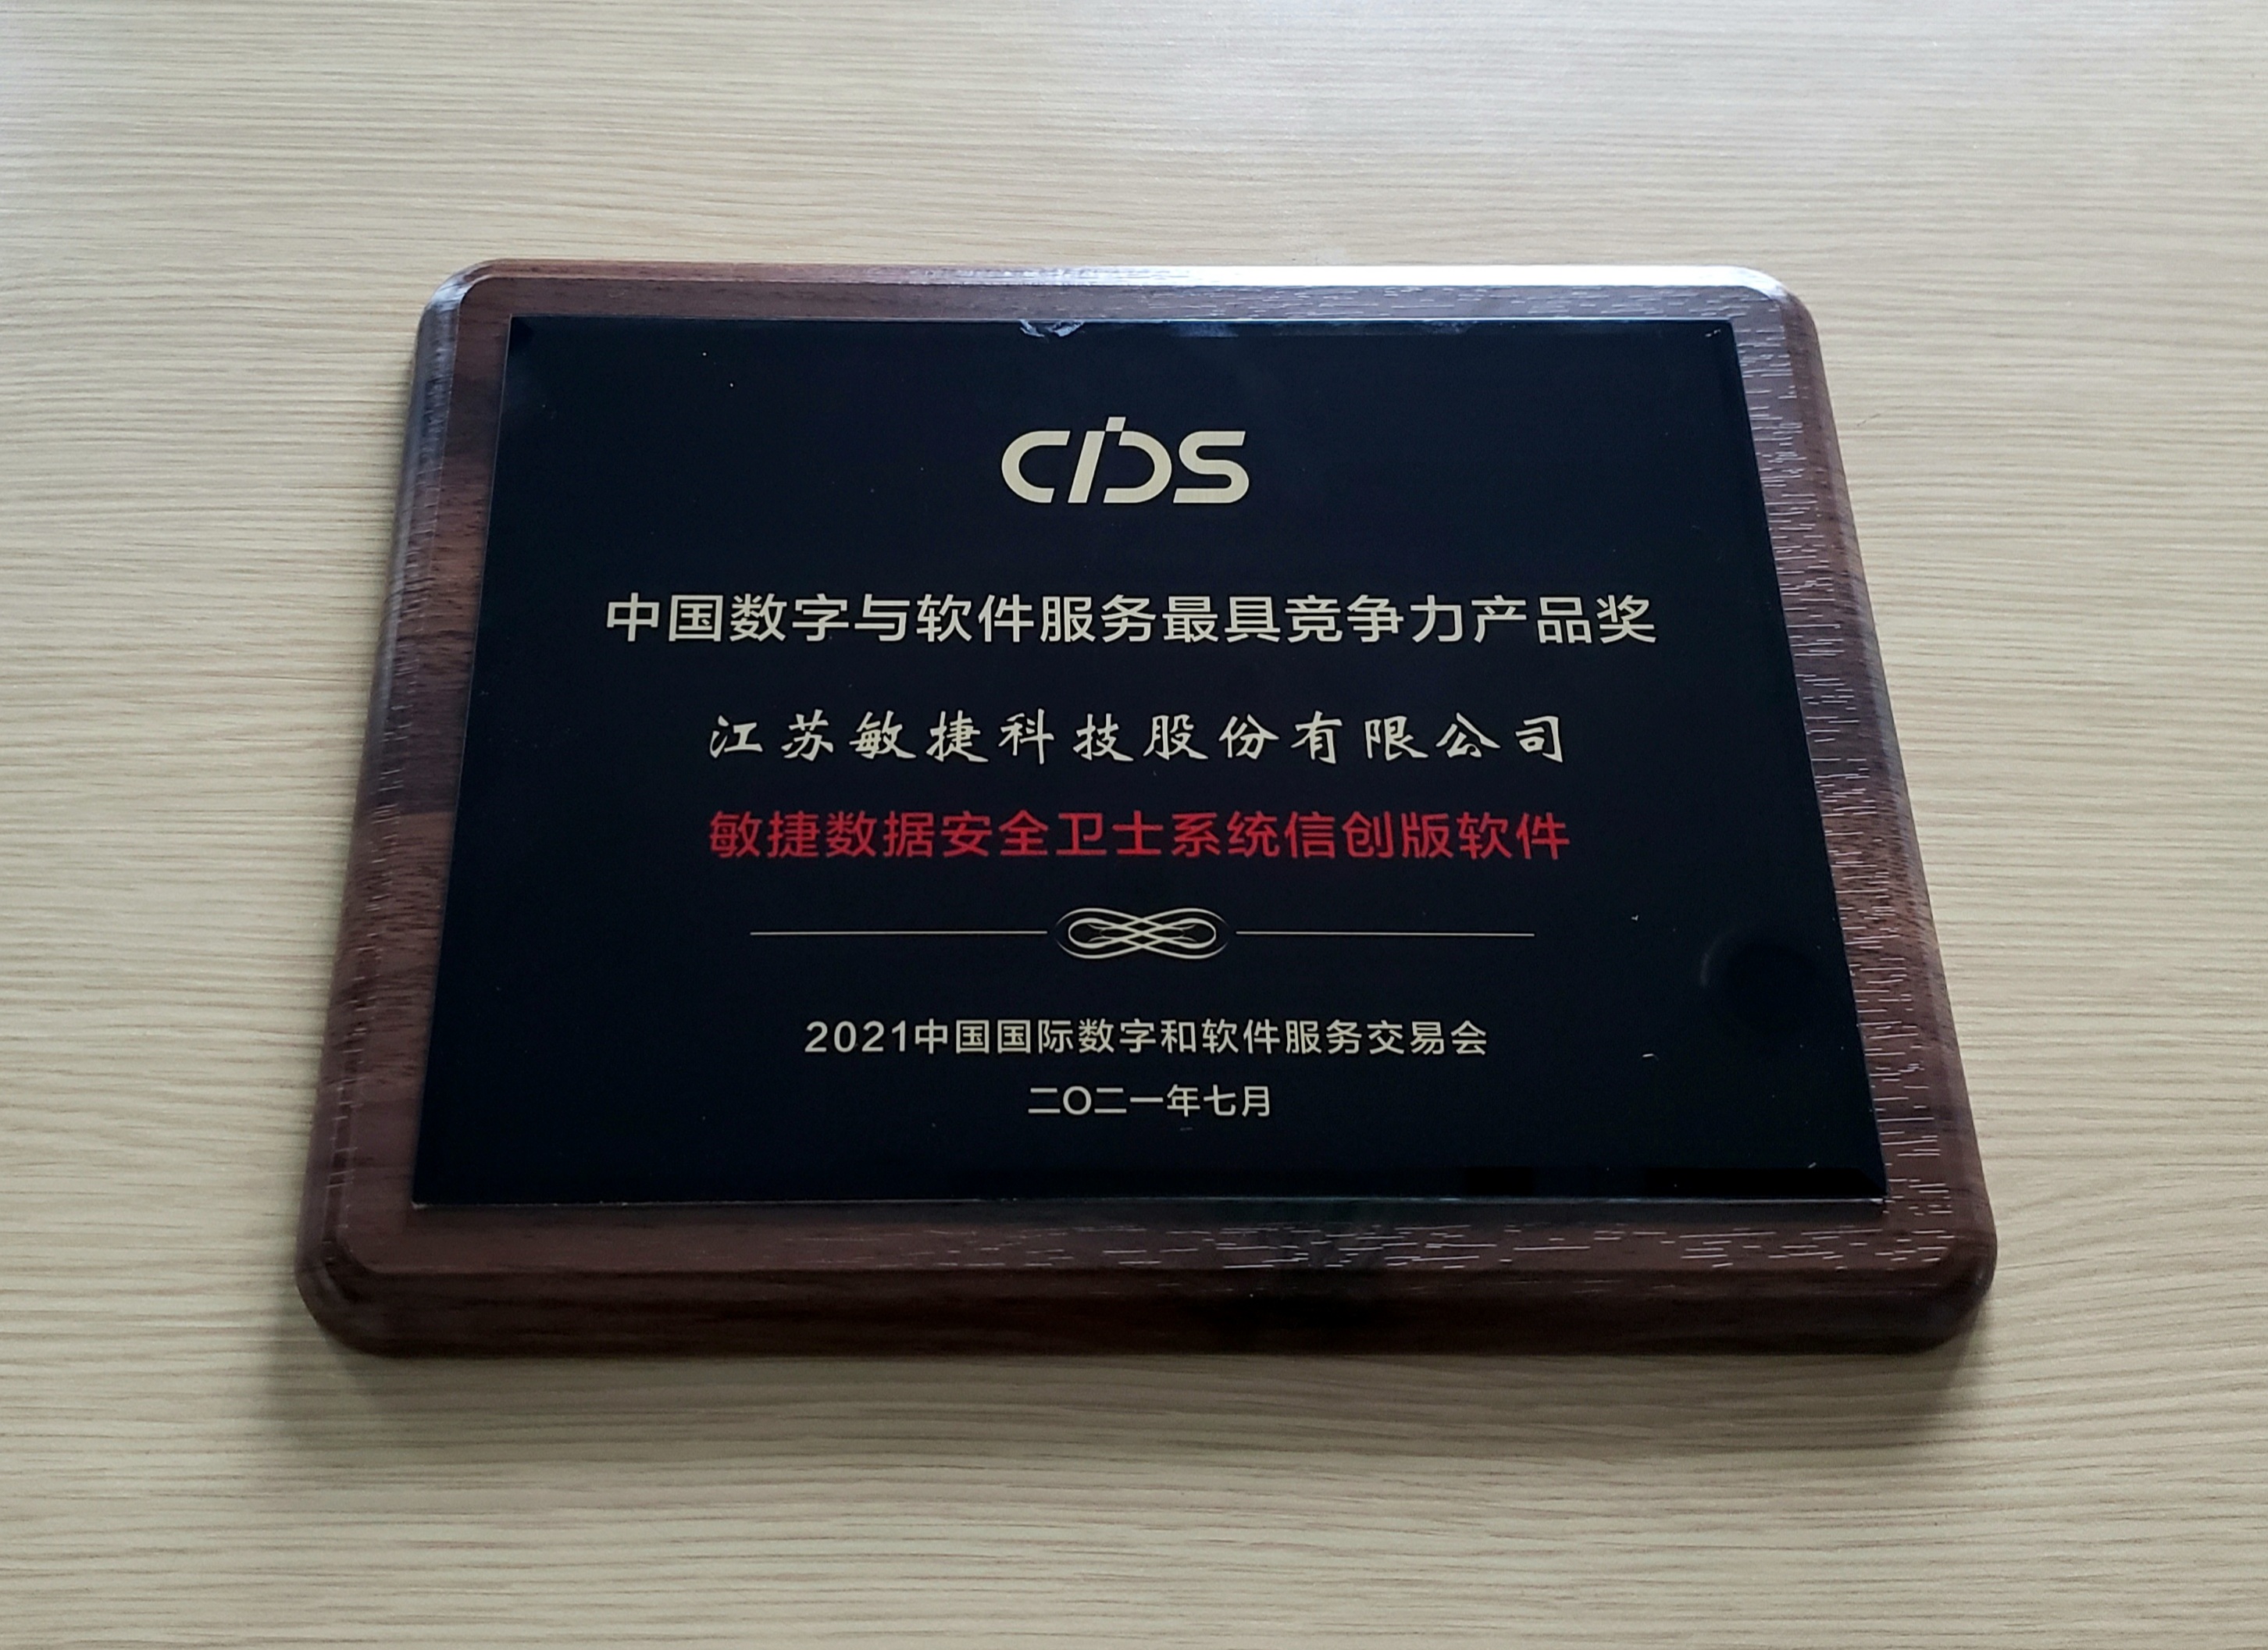 CIDS
中国数字与软件服务最具竞争力产品奖
江苏敏捷科技股份有限公司
敏捷数据安全卫士系统信创版软件
2021中国国际数字和软件服务交易会
二〇二一年七月